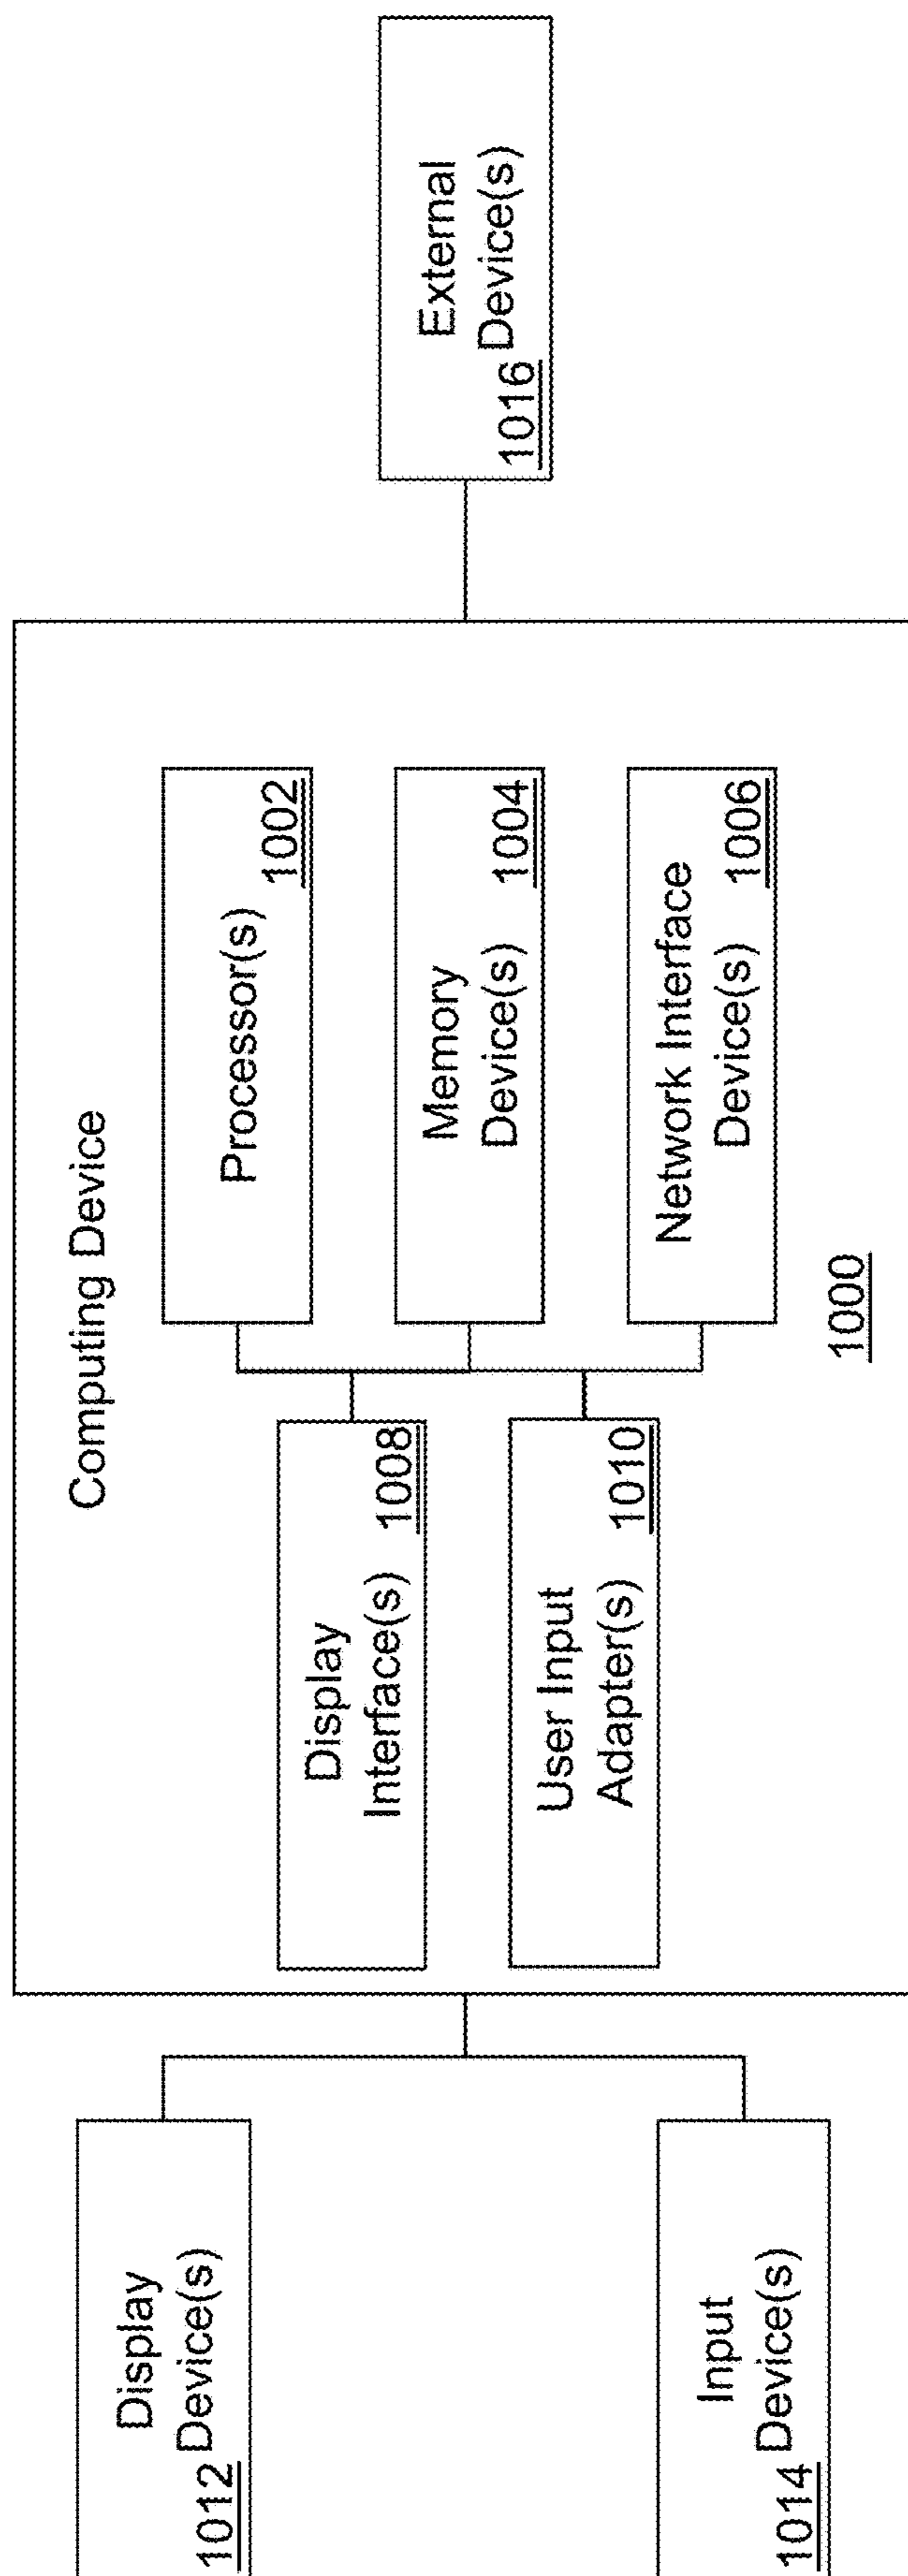 Computing Device
Display
Device(s)
1012
Input
Device(s)
1014
Display
Interface(s)
1008
User Input
Adapter(s)
1010
Processor(s)
1002
Memory
Device(s)
1004
Network Interface
Device(s)
1006
1000
External
Device(s)
1016